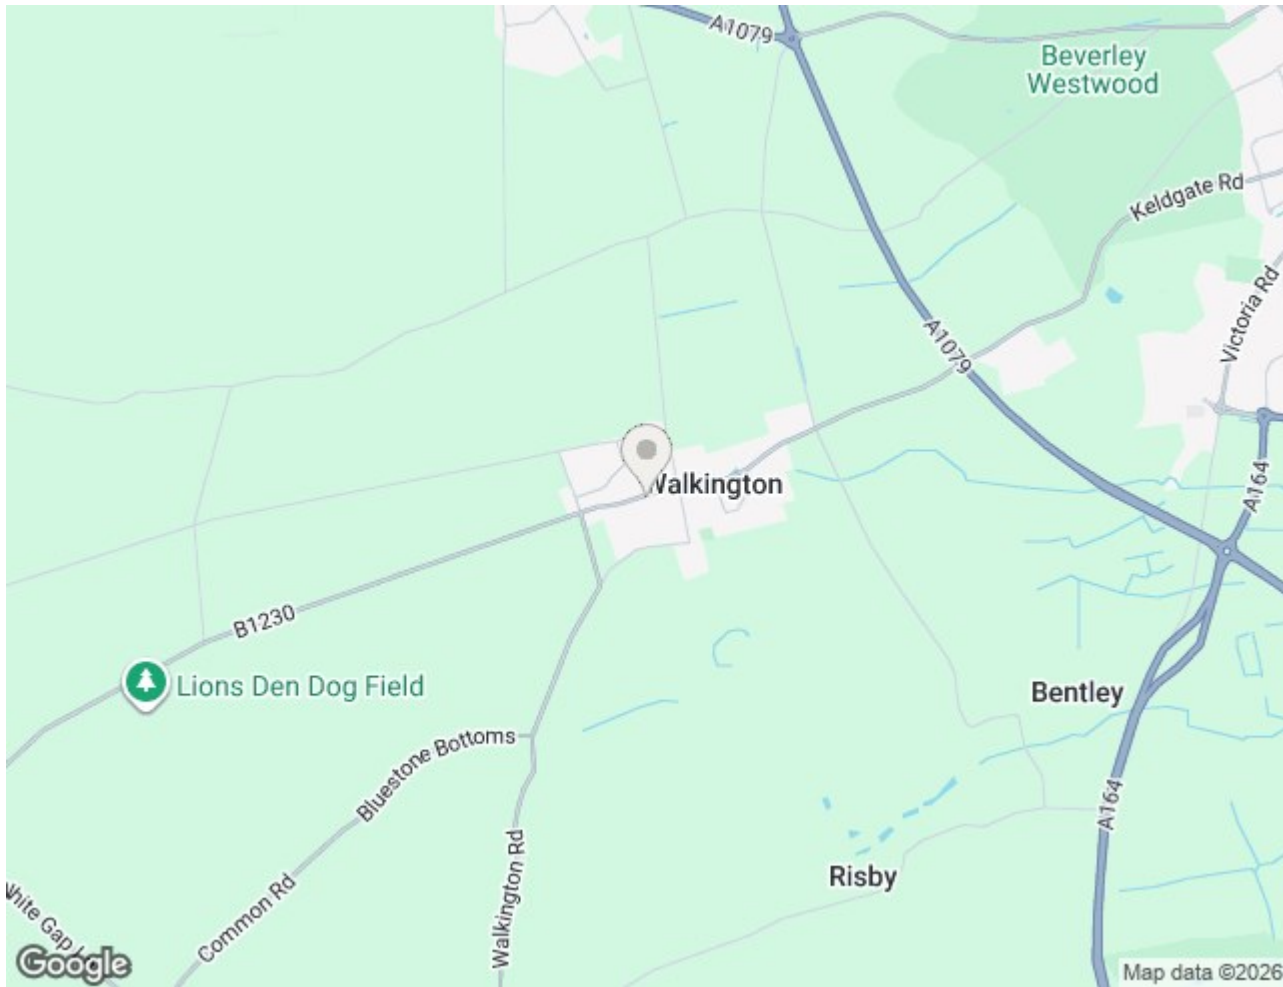 A1079
Beverley
Westwood
Keldgate Rd
Victoria Rd
A1079
Walkington
A164
B1230
Lions Den Dog Field
Bentley
Bluestone Bottoms
A164
Walkington Rd
Risby
Common Rd
White Gap
Google
Map data ©2026